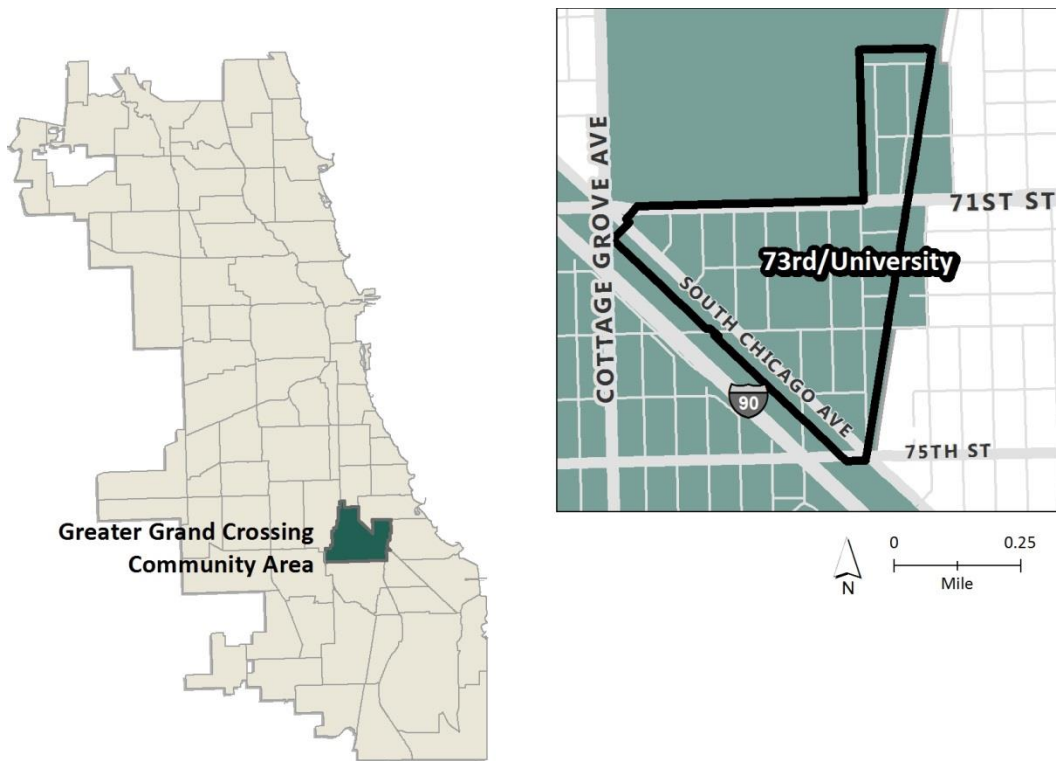 Greater Grand Crossing
Community Area
COTTAGE GROVE AVE
71ST ST
73rd/University
SOUTH CHICAGO AVE
90
75TH ST
N
0 0.25
Mile